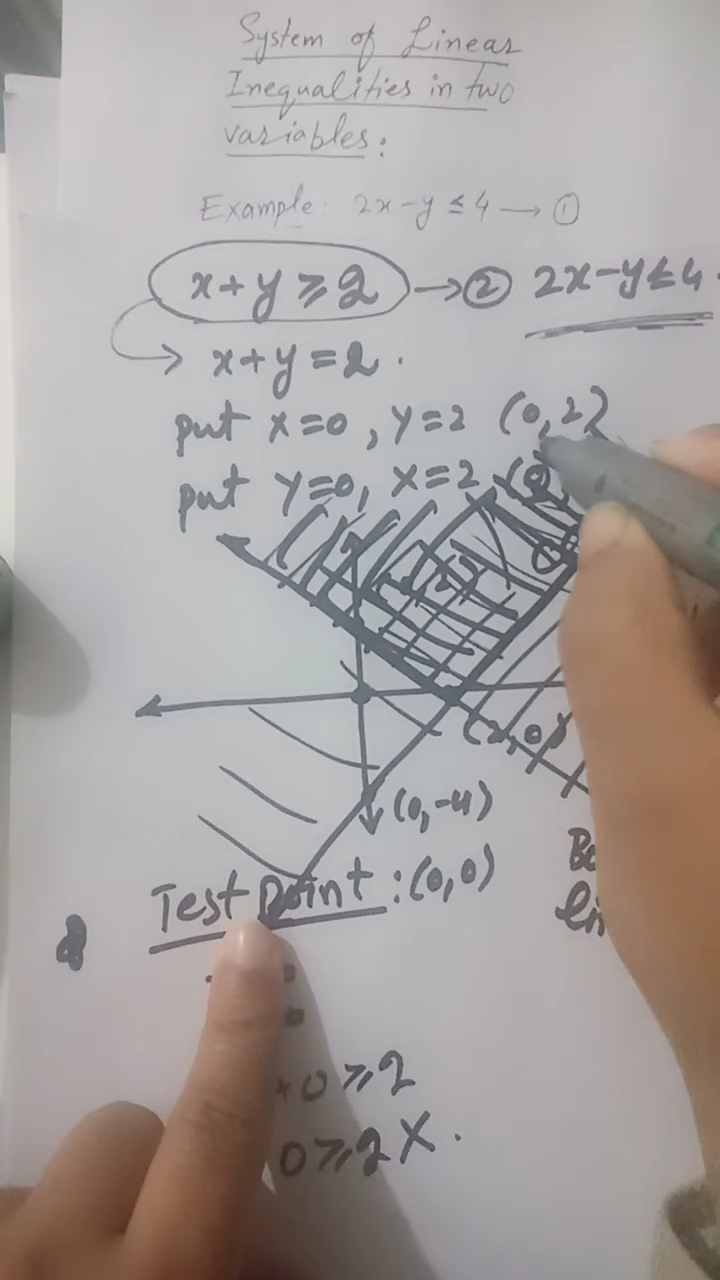 System of Linear
Inequalities in two
variables:
Example: 2x-y ≤ 4 → ①
x+y ≥ 2 → ② 2x-y ≤ 4
x+y=2.
put x=0, y=2 (0,2)
put y=0, x=2
(2,0)
(0,-4)
Test Point: (0,0)
0 ≥ 2
0 ≥ 2 X.